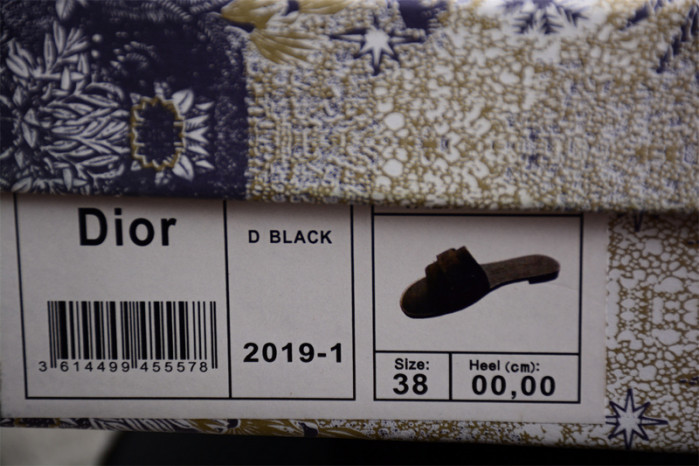 Dior
3 614499 455578
D BLACK
2019-1
Size:
38
Heel (cm):
00,00